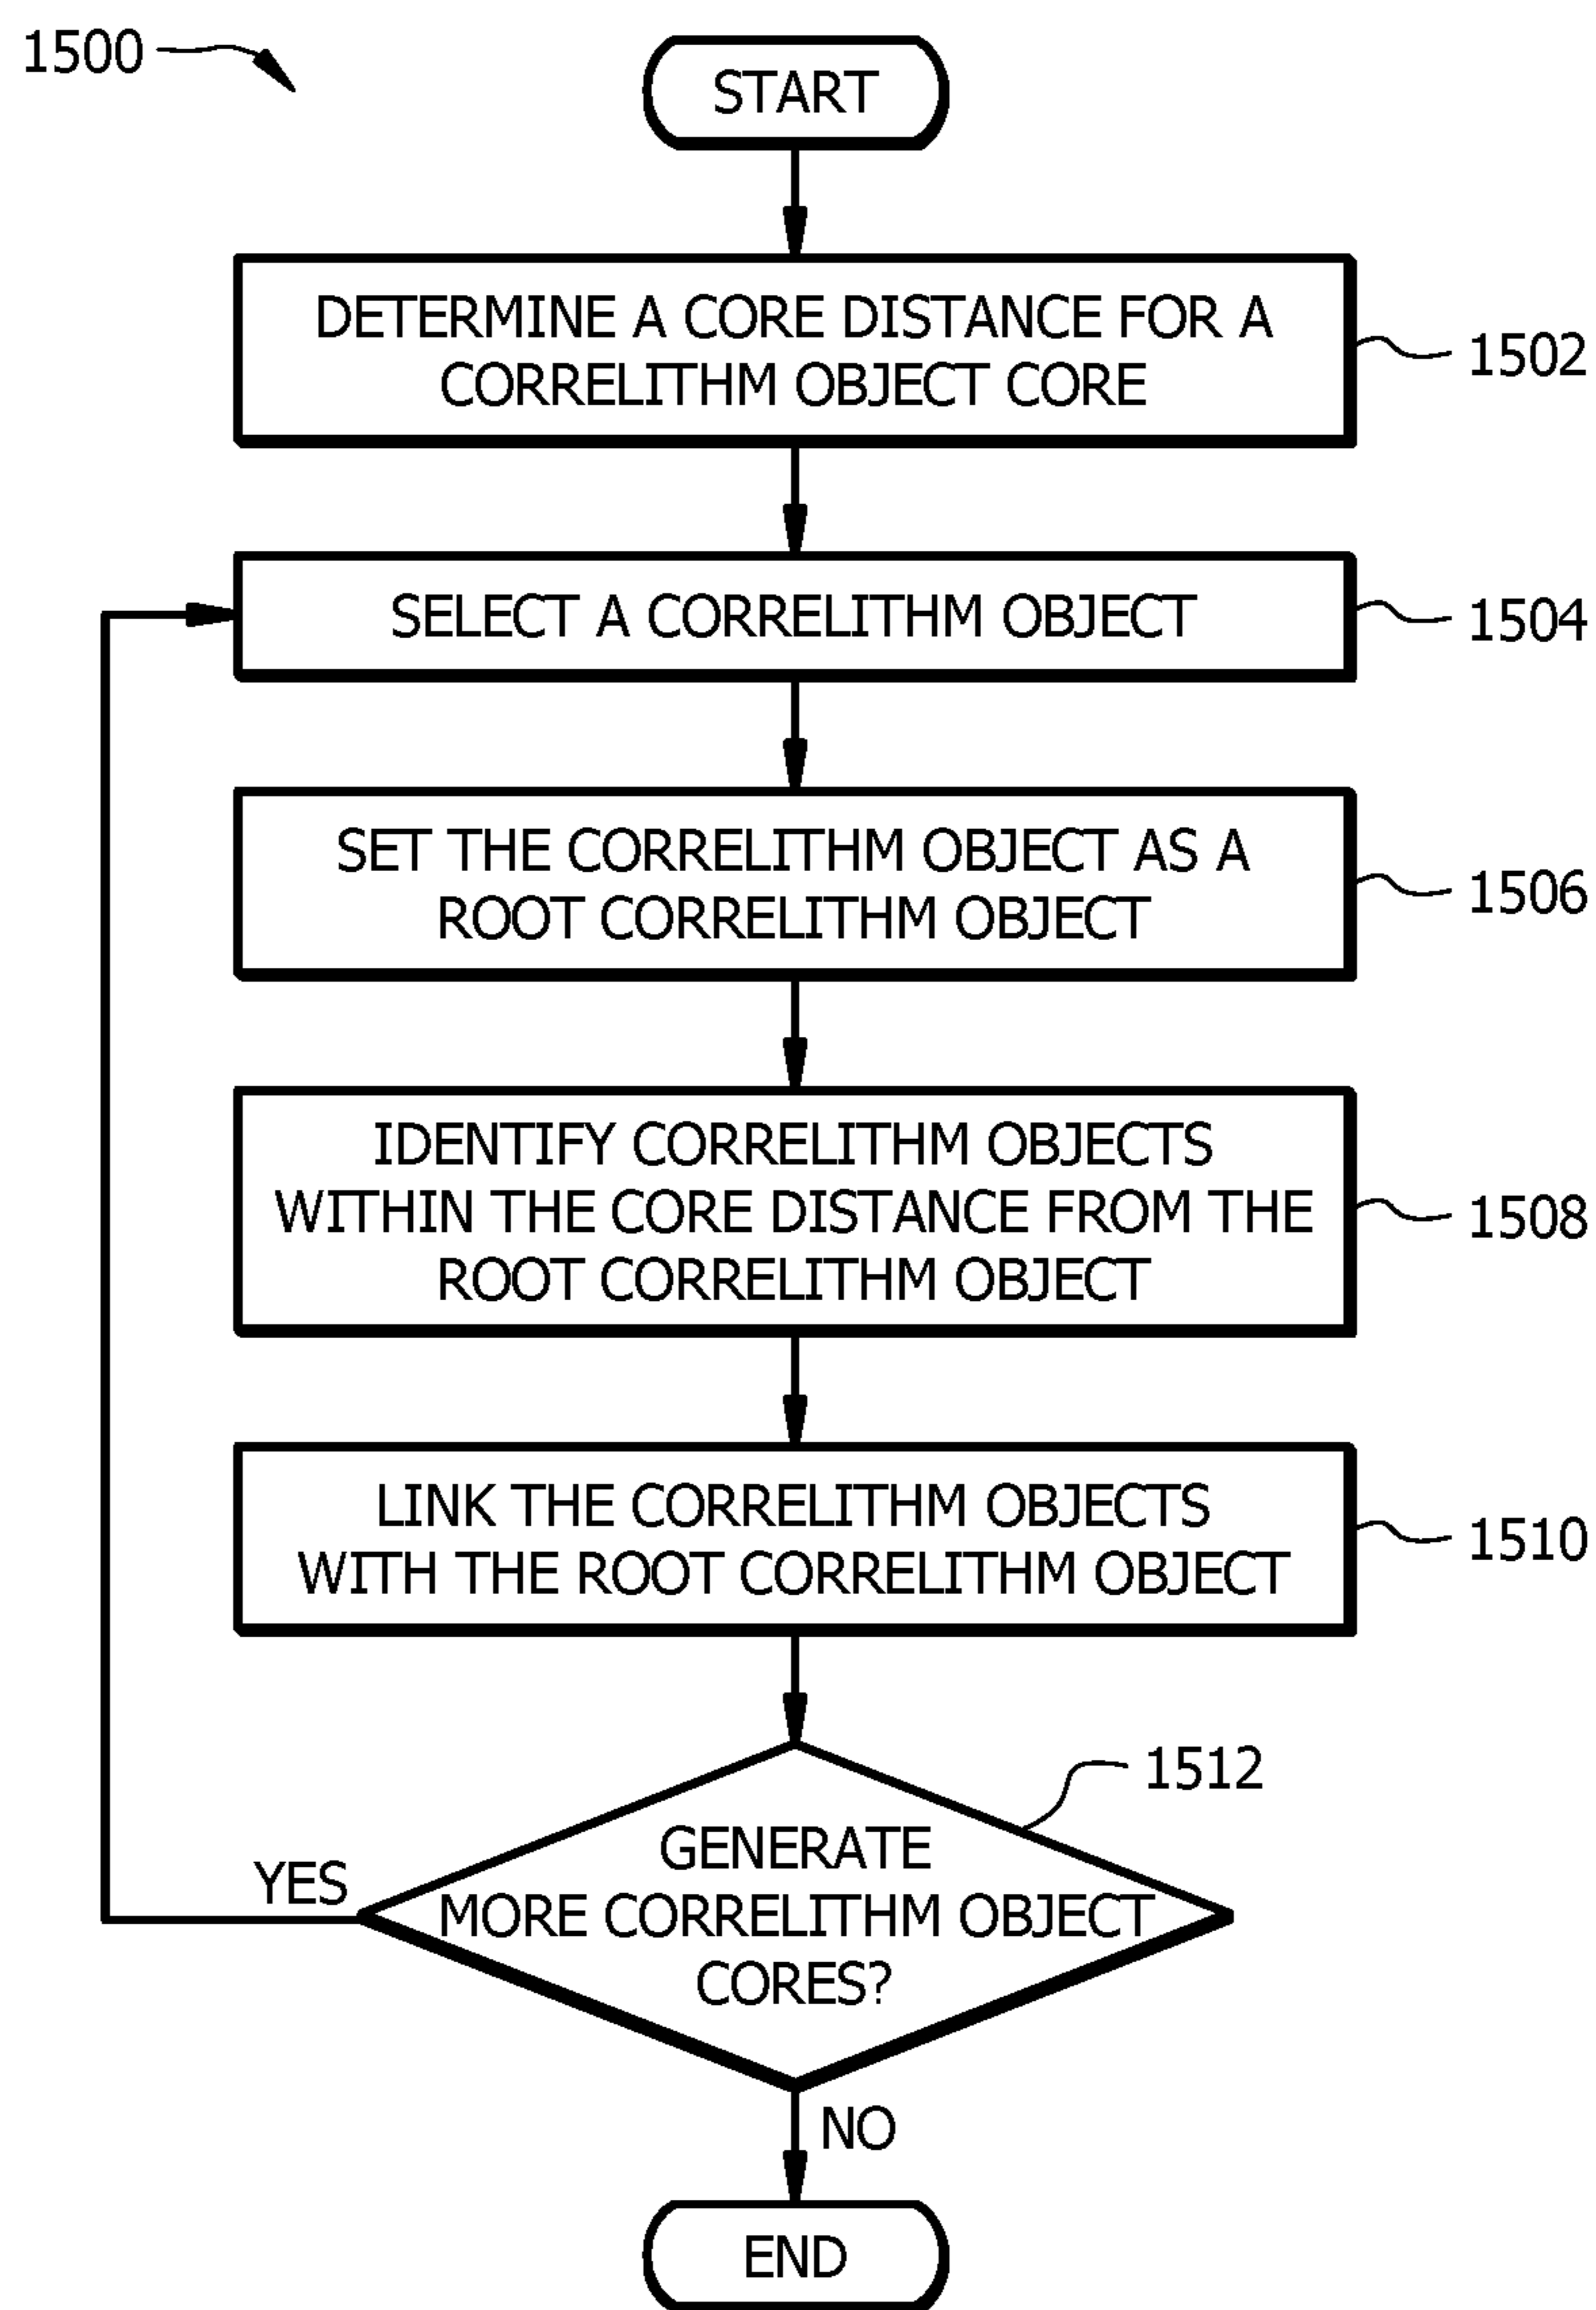 1500
START
DETERMINE A CORE DISTANCE FOR A
CORRELITHM OBJECT CORE
1502
SELECT A CORRELITHM OBJECT
1504
SET THE CORRELITHM OBJECT AS A
ROOT CORRELITHM OBJECT
1506
IDENTIFY CORRELITHM OBJECTS
WITHIN THE CORE DISTANCE FROM THE
ROOT CORRELITHM OBJECT
1508
LINK THE CORRELITHM OBJECTS
WITH THE ROOT CORRELITHM OBJECT
1510
1512
GENERATE
MORE CORRELITHM OBJECT
CORES?
YES
NO
END